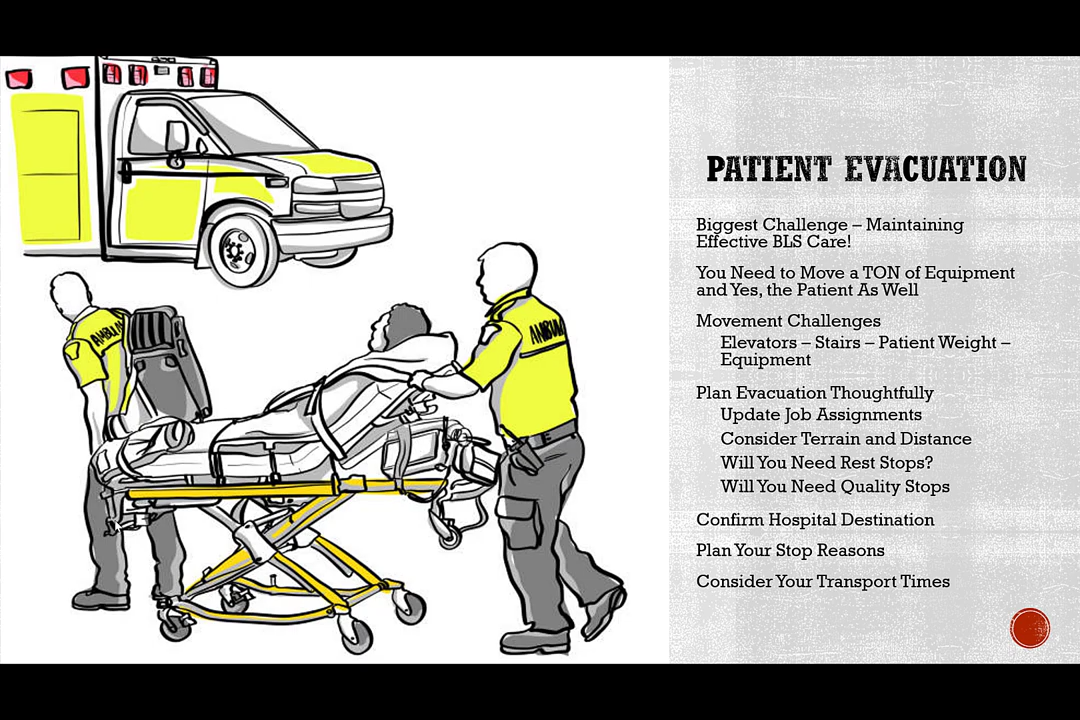 PATIENT EVACUATION
Biggest Challenge – Maintaining
Effective BLS Care!
You Need to Move a TON of Equipment
and Yes, the Patient As Well
Movement Challenges
Elevators – Stairs – Patient Weight –
Equipment
Plan Evacuation Thoughtfully
Update Job Assignments
Consider Terrain and Distance
Will You Need Rest Stops?
Will You Need Quality Stops
Confirm Hospital Destination
Plan Your Stop Reasons
Consider Your Transport Times